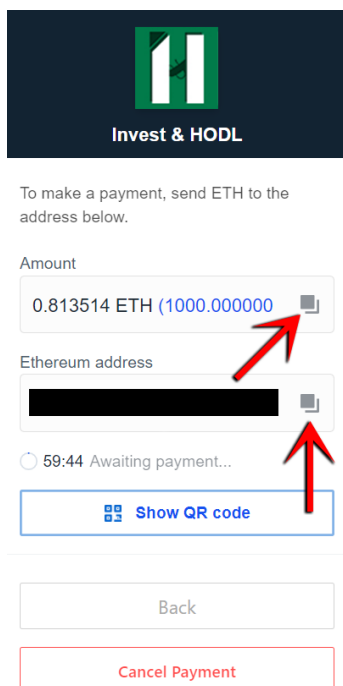 Invest & HODL
To make a payment, send ETH to the
address below.
Amount
0.813514 ETH (1000.000000
Ethereum address
59:44 Awaiting payment...
Show QR code
Back
Cancel Payment